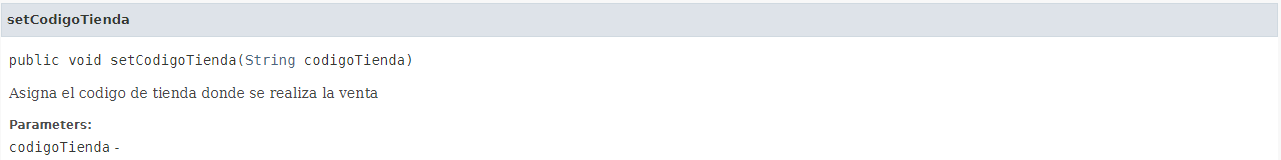 setCodigoTienda
public void setCodigoTienda(String codigoTienda)
Asigna el codigo de tienda donde se realiza la venta
Parameters:
codigoTienda -